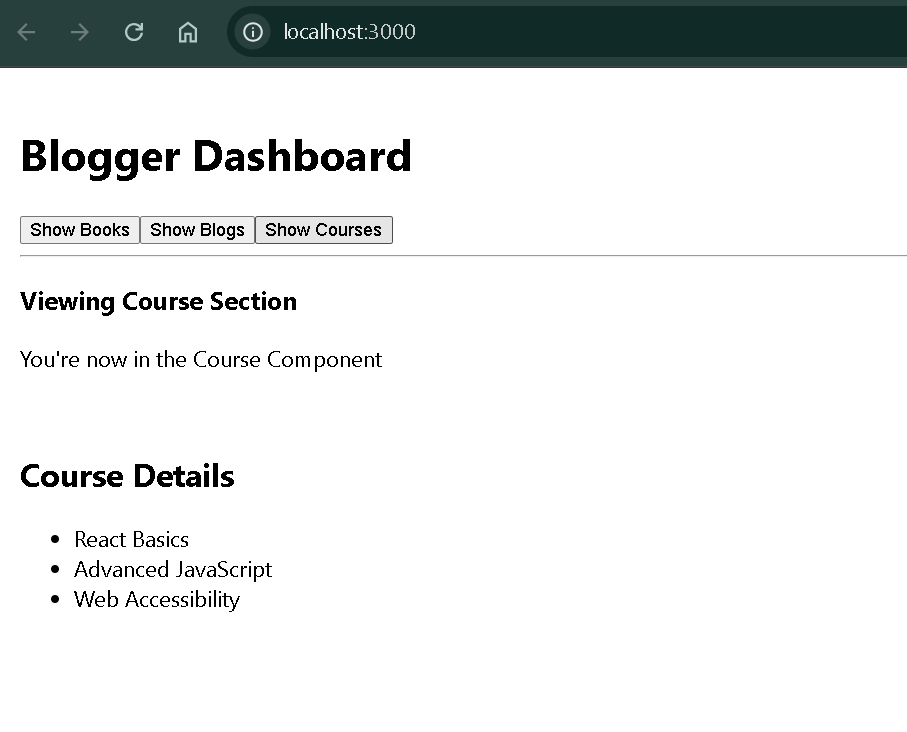 localhost:3000
Blogger Dashboard
Show Books Show Blogs Show Courses
Viewing Course Section
You're now in the Course Component
Course Details
• React Basics
• Advanced JavaScript
• Web Accessibility